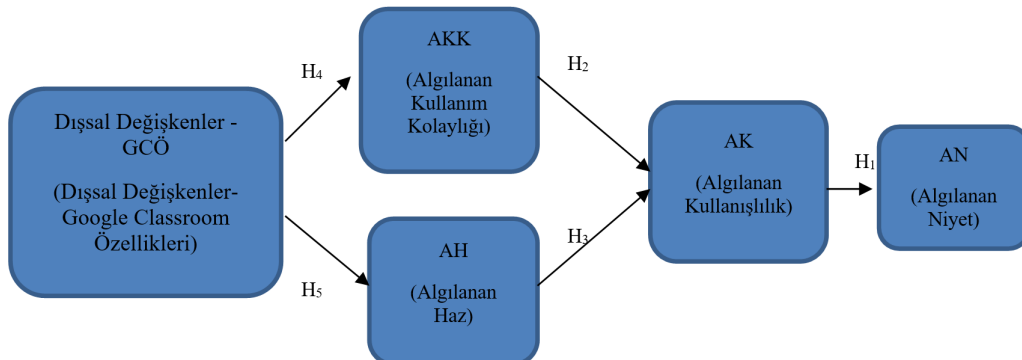 Dışsal Değişkenler -
GCÖ
(Dışsal Değişkenler-
Google Classroom
Özellikleri)
H4
H5
AKK
(Algılanan
Kullanım
Kolaylığı)
AH
(Algılanan
Haz)
H2
H3
AK
(Algılanan
Kullanışlılık)
H1
AN
(Algılanan
Niyet)